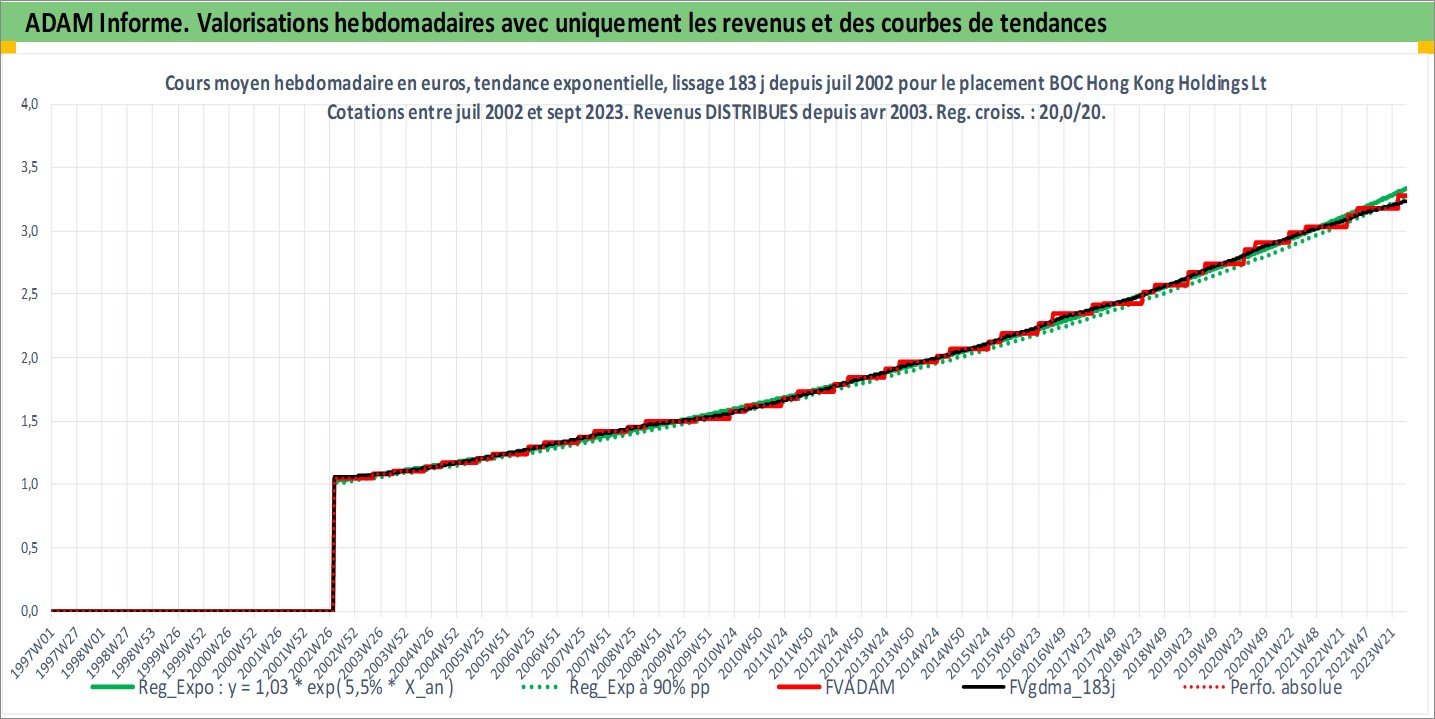 ADAM Informe. Valorisations hebdomadaires avec uniquement les revenus et des courbes de tendances
Cours moyen hebdomadaire en euros, tendance exponentielle, lissage 183 j depuis juil 2002 pour le placement BOC Hong Kong Holdings Lt
Cotations entre juil 2002 et sept 2023. Revenus DISTRIBUES depuis avr 2003. Reg. croiss. : 20,0/20.
4,0
3,5
3,0
2,5
2,0
1,5
1,0
0,5
0,0
1997W01
1997W27
1998W01
1998W27
1998W53
1999W26
1999W52
2000W26
2000W52
2001W26
2001W52
2002W26
2002W52
2003W26
2003W52
2004W26
2004W52
2005W25
2005W51
2006W25
2006W51
2007W25
2007W51
2008W25
2008W51
2009W25
2009W51
2010W24
2010W50
2011W24
2011W50
2012W24
2012W50
2013W24
2013W50
2014W24
2014W50
2015W24
2015W50
2016W23
2016W49
2017W23
2017W49
2018W23
2018W49
2019W23
2019W49
2020W23
2020W49
2021W22
2021W48
2022W21
2022W47
2023W21
Reg_Expo : y = 1,03 * exp( 5,5% * X_an )
Reg_Exp à 90% pp
FVADAM
FVgdma_183j
Perfo. absolue